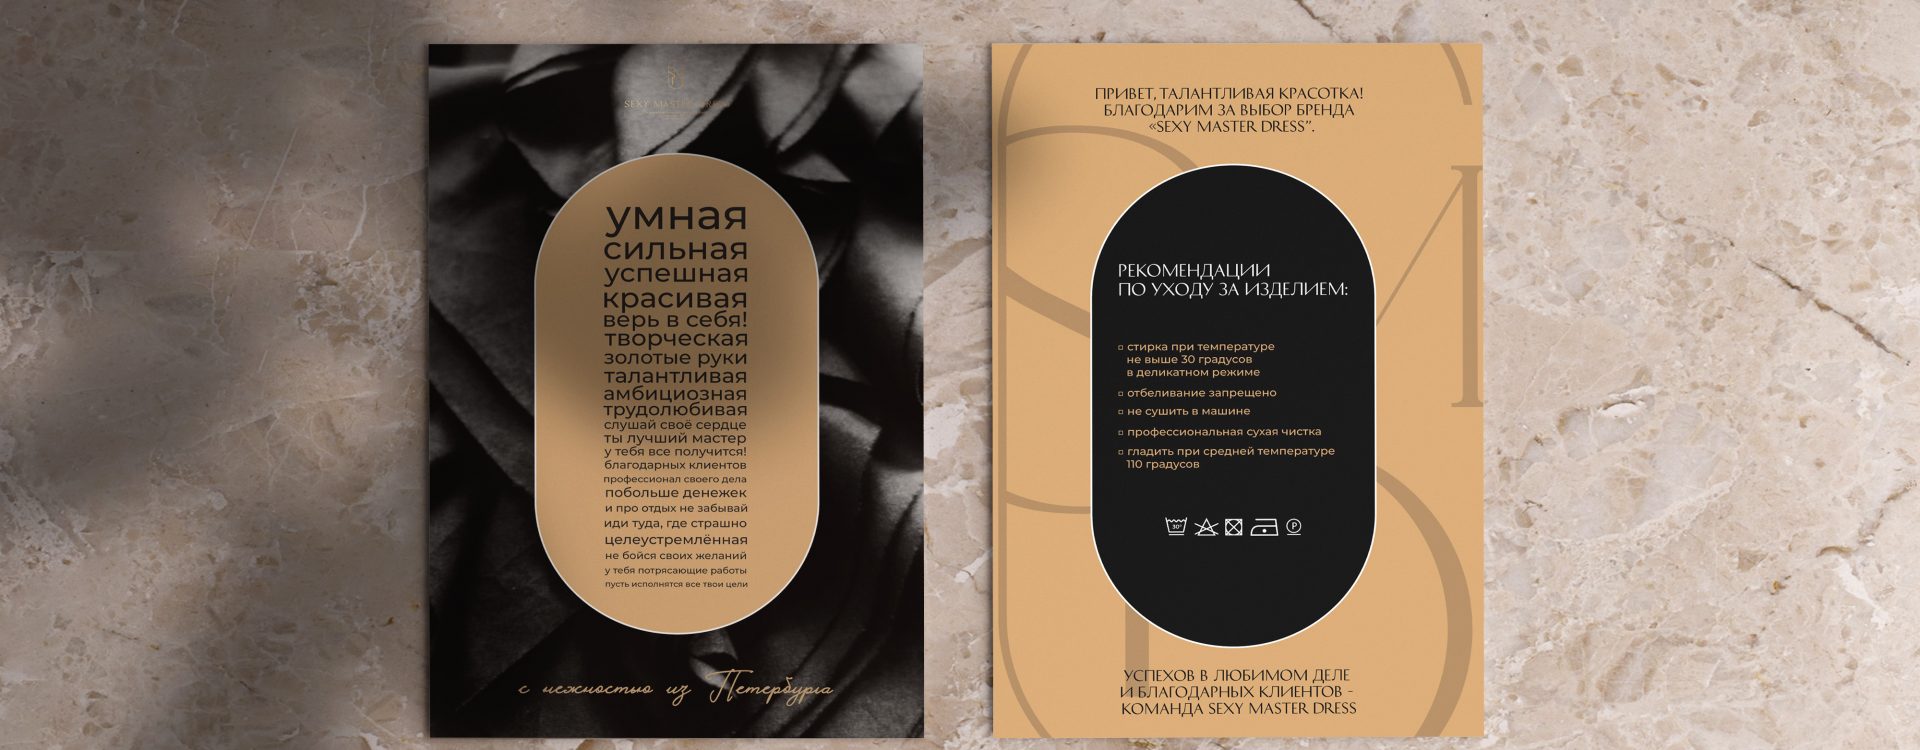 SEXY MASTER DRESS
умная
сильная
успешная
красивая
верь в себя!
творческая
золотые руки
талантливая
амбициозная
трудолюбивая
слушай своё сердце
ты лучший мастер
у тебя все получится!
благодарных клиентов
профессионал своего дела
побольше денежек
и про отдых не забывай
иди туда, где страшно
целеустремлённая
не бойся своих желаний
у тебя потрясающие работы
пусть исполнятся все твои цели
с нежностью из Петербурга
ПРИВЕТ, ТАЛАНТЛИВАЯ КРАСОТКА!
БЛАГОДАРИМ ЗА ВЫБОР БРЕНДА
«SEXY MASTER DRESS”.
РЕКОМЕНДАЦИИ
ПО УХОДУ ЗА ИЗДЕЛИЕМ:
стирка при температуре
не выше 30 градусов
в деликатном режиме
отбеливание запрещено
не сушить в машине
профессиональная сухая чистка
гладить при средней температуре
110 градусов
30° P
УСПЕХОВ В ЛЮБИМОМ ДЕЛЕ
И БЛАГОДАРНЫХ КЛИЕНТОВ -
КОМАНДА SEXY MASTER DRESS